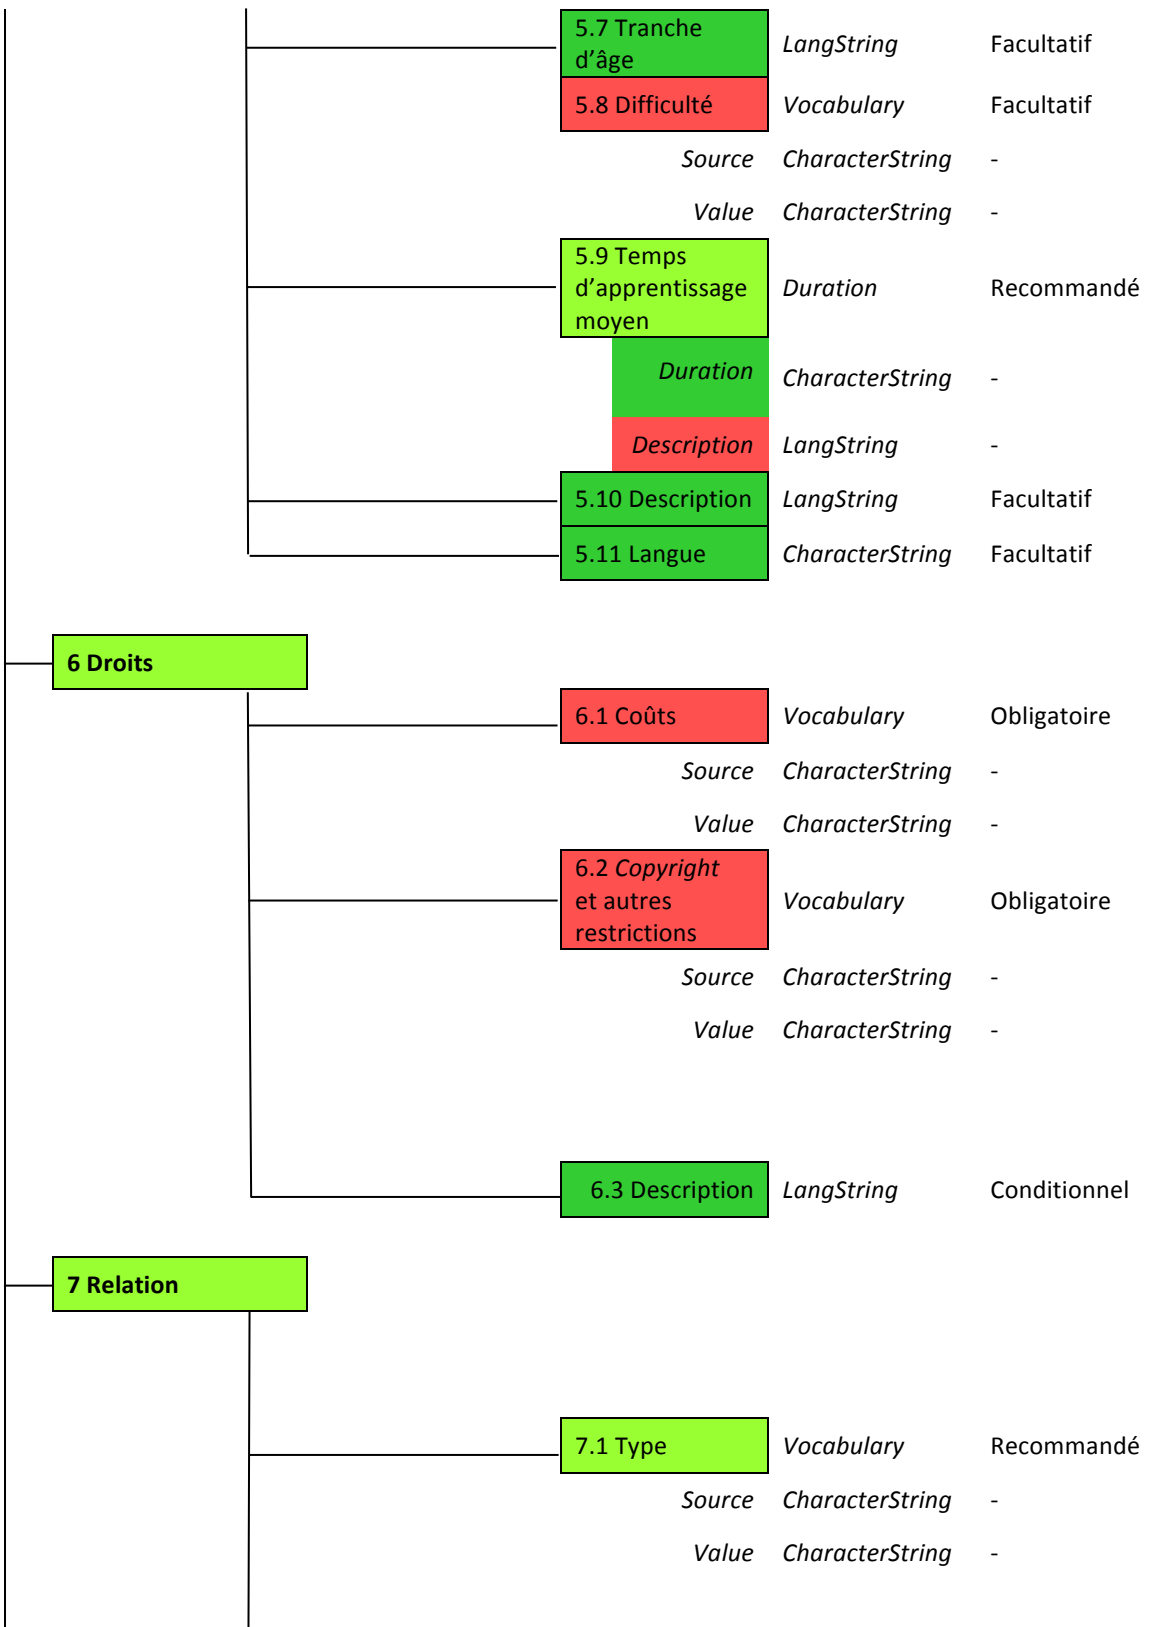 5.7 Tranche
d’âge
LangString
Facultatif
5.8 Difficulté
Vocabulary
Facultatif
Source
CharacterString
-
Value
CharacterString
-
5.9 Temps
d’apprentissage
moyen
Duration
Recommandé
Duration
CharacterString
-
Description
LangString
-
5.10 Description
LangString
Facultatif
5.11 Langue
CharacterString
Facultatif
6 Droits
6.1 Coûts
Vocabulary
Obligatoire
Source
CharacterString
-
Value
CharacterString
-
6.2 Copyright
et autres
restrictions
Vocabulary
Obligatoire
Source
CharacterString
-
Value
CharacterString
-
6.3 Description
LangString
Conditionnel
7 Relation
7.1 Type
Vocabulary
Recommandé
Source
CharacterString
-
Value
CharacterString
-